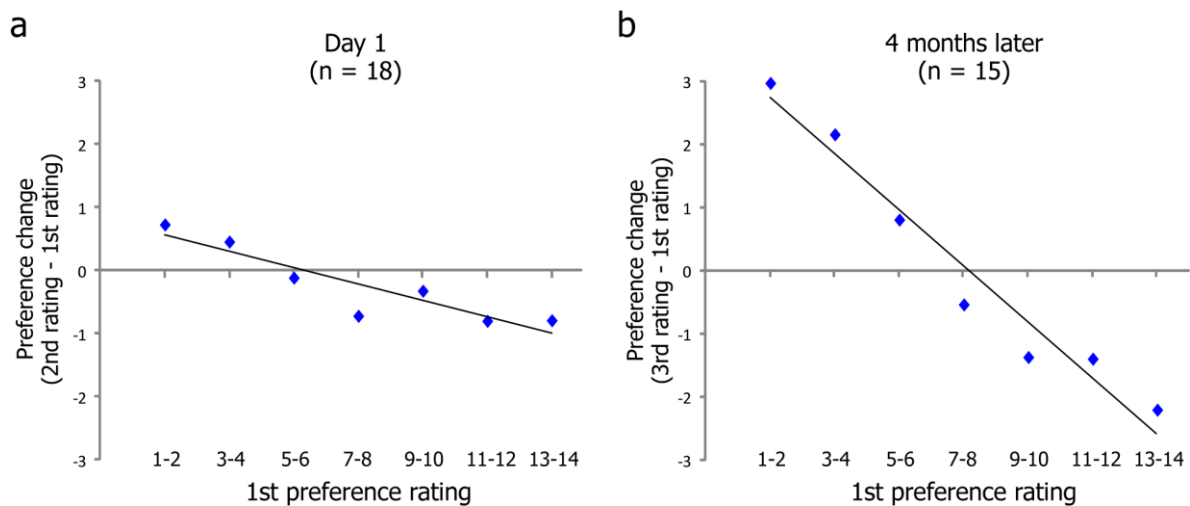 a
Day 1
(n = 18)
Preference change
(2nd rating - 1st rating)
3
2
1
0
-1
-2
-3
1-2 3-4 5-6 7-8 9-10 11-12 13-14
1st preference rating
b
4 months later
(n = 15)
Preference change
(3rd rating - 1st rating)
3
2
1
0
-1
-2
-3
1-2 3-4 5-6 7-8 9-10 11-12 13-14
1st preference rating